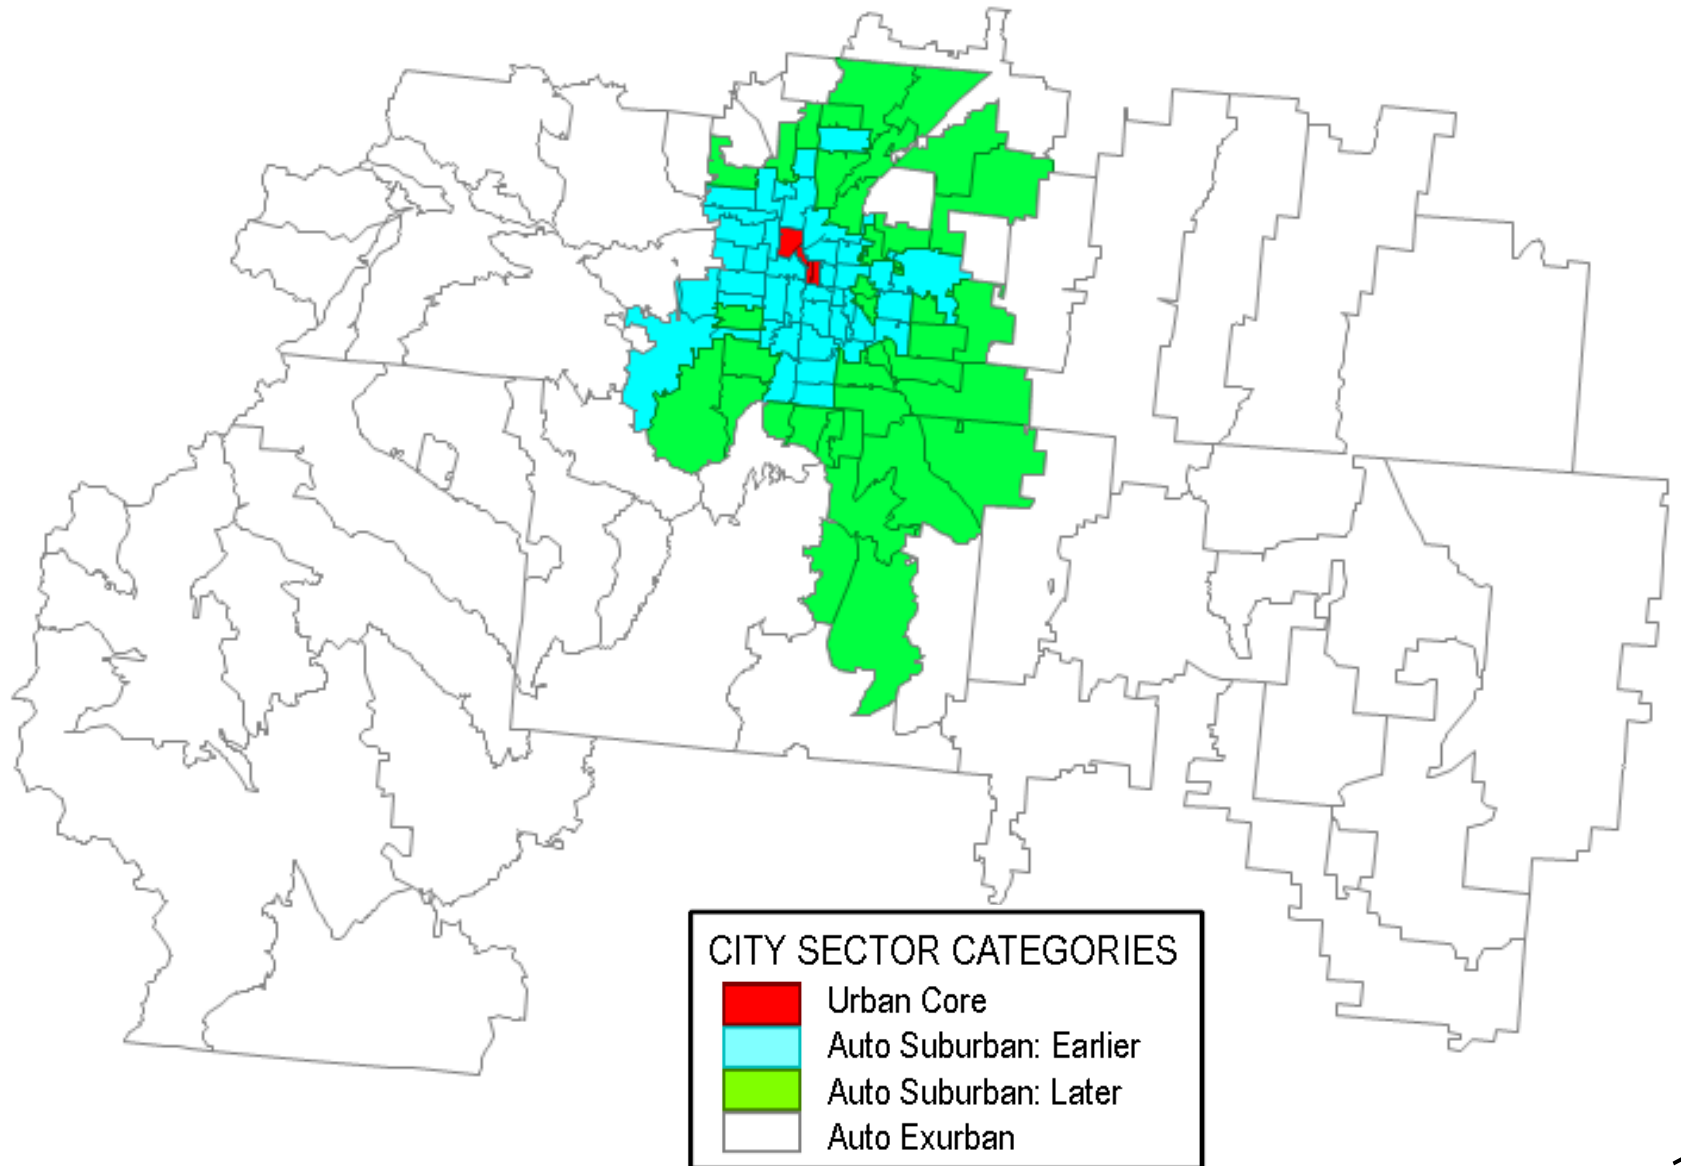 CITY SECTOR CATEGORIES
Urban Core
Auto Suburban: Earlier
Auto Suburban: Later
Auto Exurban